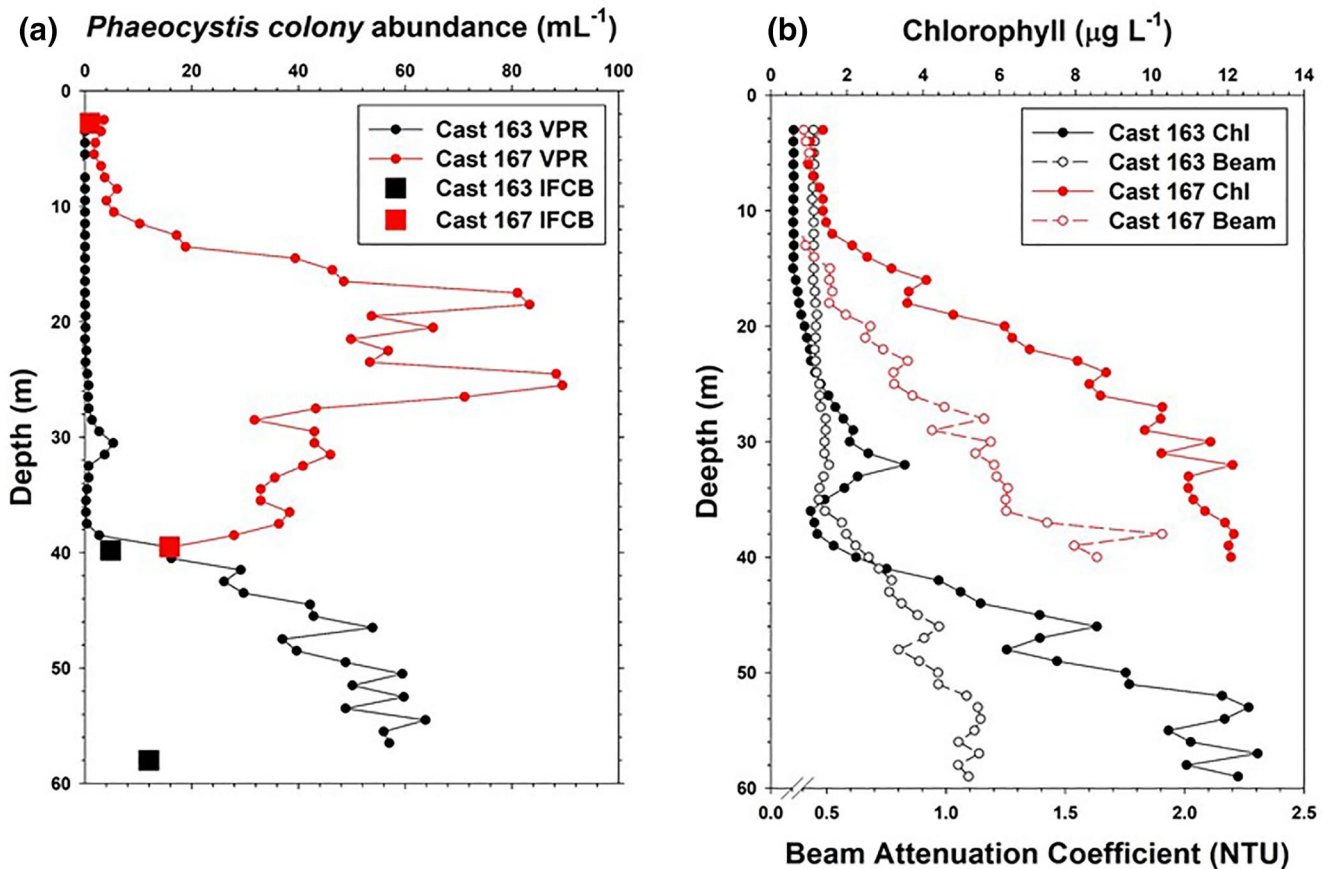 (a) Phaeocystis colony abundance (mL⁻¹)
0 20 40 60 80 100
0
10
20
30
40
50
60
Depth (m)
Cast 163 VPR
Cast 167 VPR
Cast 163 IFCB
Cast 167 IFCB
(b) Chlorophyll (μg L⁻¹)
0 2 4 6 8 10 12 14
0
10
20
30
40
50
60
Depth (m)
Cast 163 Chl
Cast 163 Beam
Cast 167 Chl
Cast 167 Beam
0.0 0.5 1.0 1.5 2.0 2.5
Beam Attenuation Coefficient (NTU)